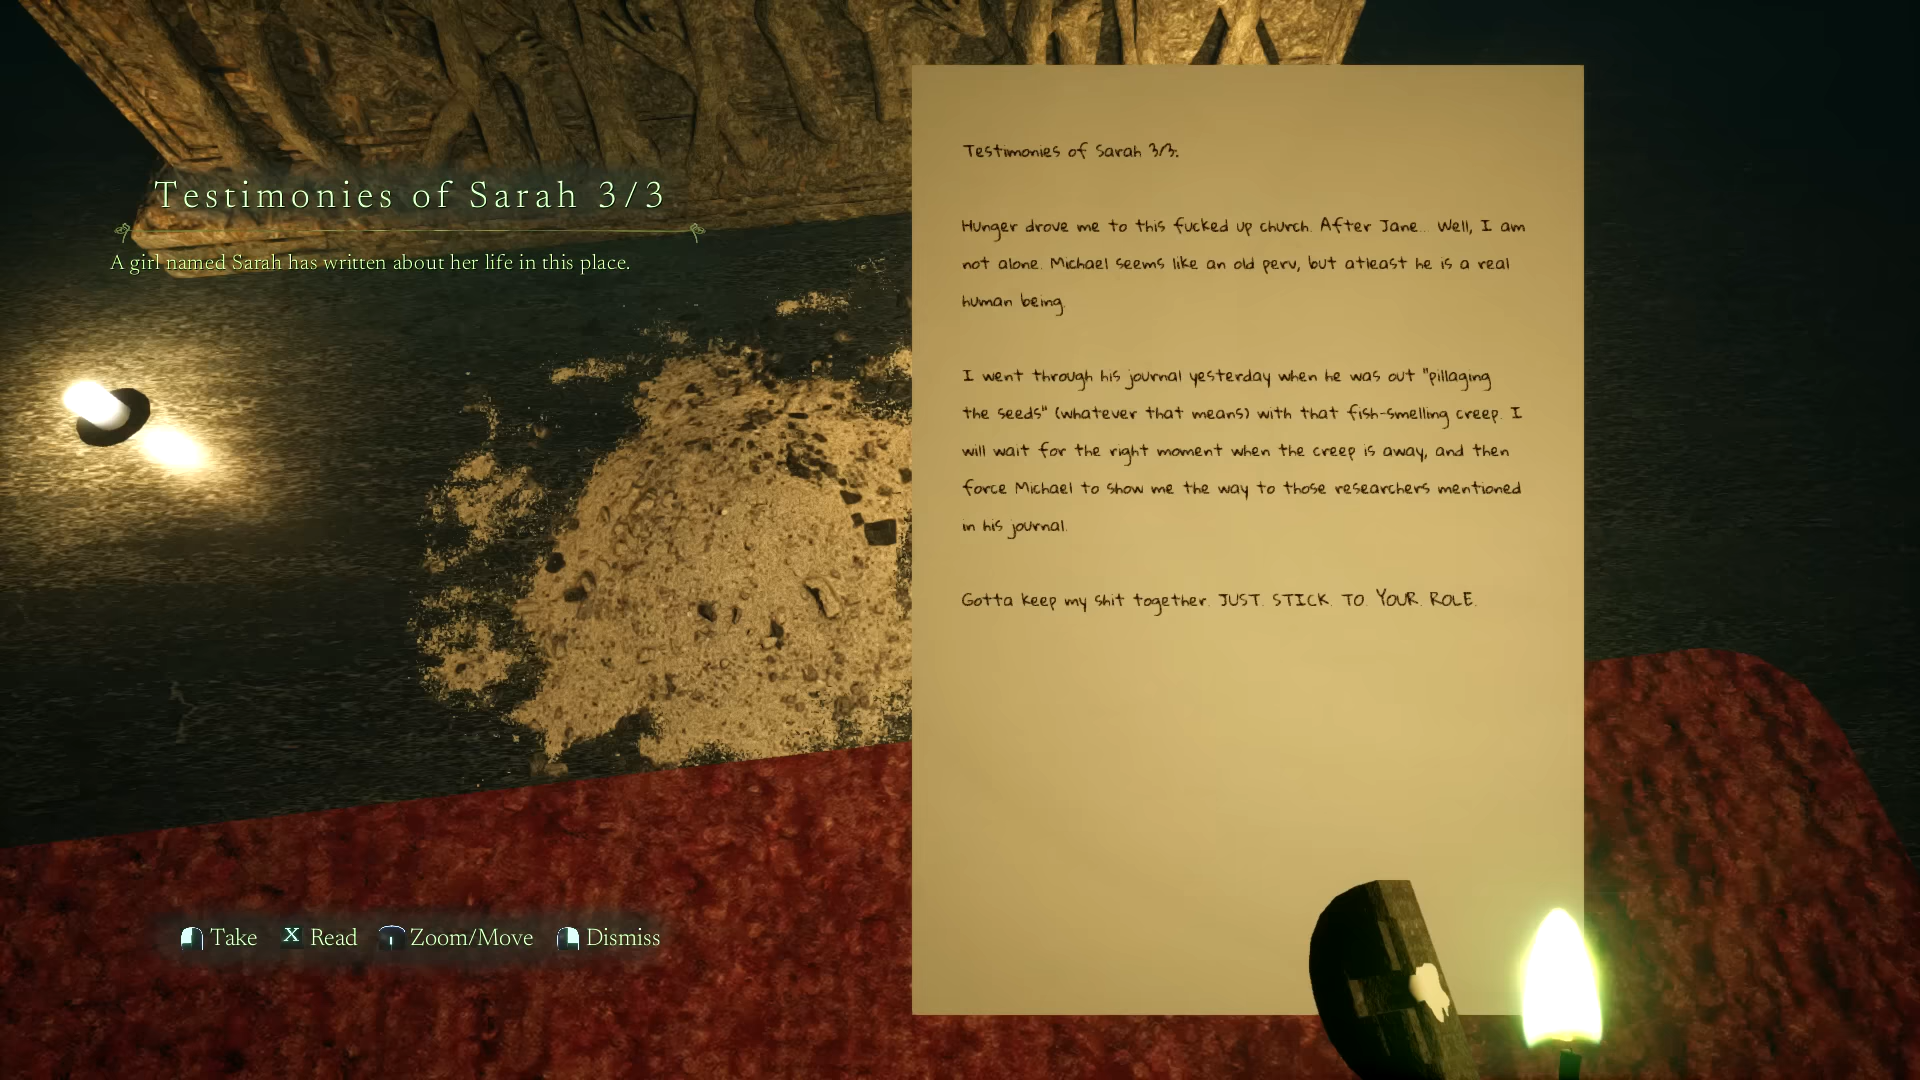 Testimonies of Sarah 3/3
A girl named Sarah has written about her life in this place.
Testimonies of Sarah 3/3.
Hunger drove me to this fucked up church. After Jane... Well, I am
not alone. Michael seems like an old perv, but atleast he is a real
human being.
I went through his journal yesterday when he was out "pillaging
the seeds" (whatever that means) with that fish-smelling creep. I
will wait for the right moment when the creep is away, and then
force Michael to show me the way to those researchers mentioned
in his journal.
Gotta keep my shit together. JUST. STICK. TO. YOUR. ROLE.
Take X Read Zoom/Move Dismiss